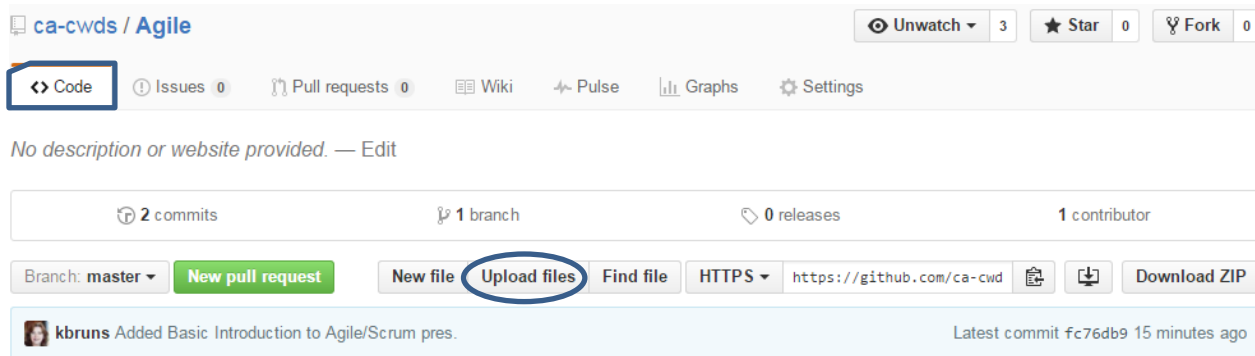 ca-cwds / Agile Unwatch 3 Star 0 Fork 0
Code Issues 0 Pull requests 0 Wiki Pulse Graphs Settings
No description or website provided. — Edit
2 commits 1 branch 0 releases 1 contributor
Branch: master New pull request New file Upload files Find file HTTPS https://github.com/ca-cwd Download ZIP
kbruns Added Basic Introduction to Agile/Scrum pres. Latest commit fc76db9 15 minutes ago